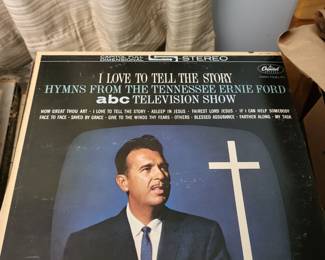 STEREO
Capitol
I LOVE TO TELL THE STORY
HYMNS FROM THE TENNESSEE ERNIE FORD
abc TELEVISION SHOW
HOW GREAT THOU ART · I LOVE TO TELL THE STORY · ASLEEP IN JESUS · FAIREST LORD JESUS · IF I CAN HELP SOMEBODY
FACE TO FACE · SAVED BY GRACE · GIVE TO THE WINDS THY FEARS · OTHERS · BLESSED ASSURANCE · FARTHER ALONG · MY TASK